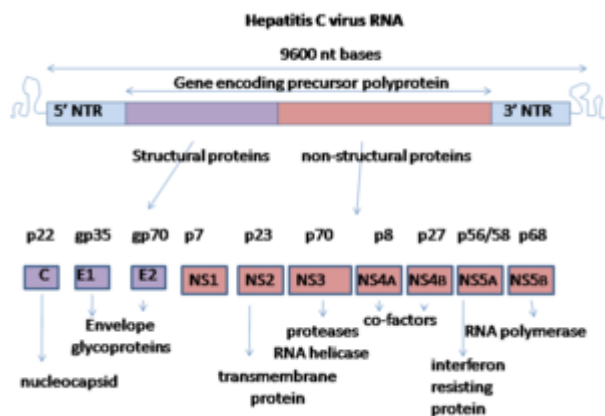 Hepatitis C virus RNA
9600 nt bases
Gene encoding precursor polyprotein
5' NTR
3' NTR
Structural proteins
non-structural proteins
p22 gp35 gp70 p7 p23 p70 p8 p27 p56/58 p68
C E1 E2 NS1 NS2 NS3 NS4A NS4B NS5A NS5B
Envelope
glycoproteins
nucleocapsid
transmembrane
protein
proteases
RNA helicase
co-factors
interferon
resisting
protein
RNA polymerase